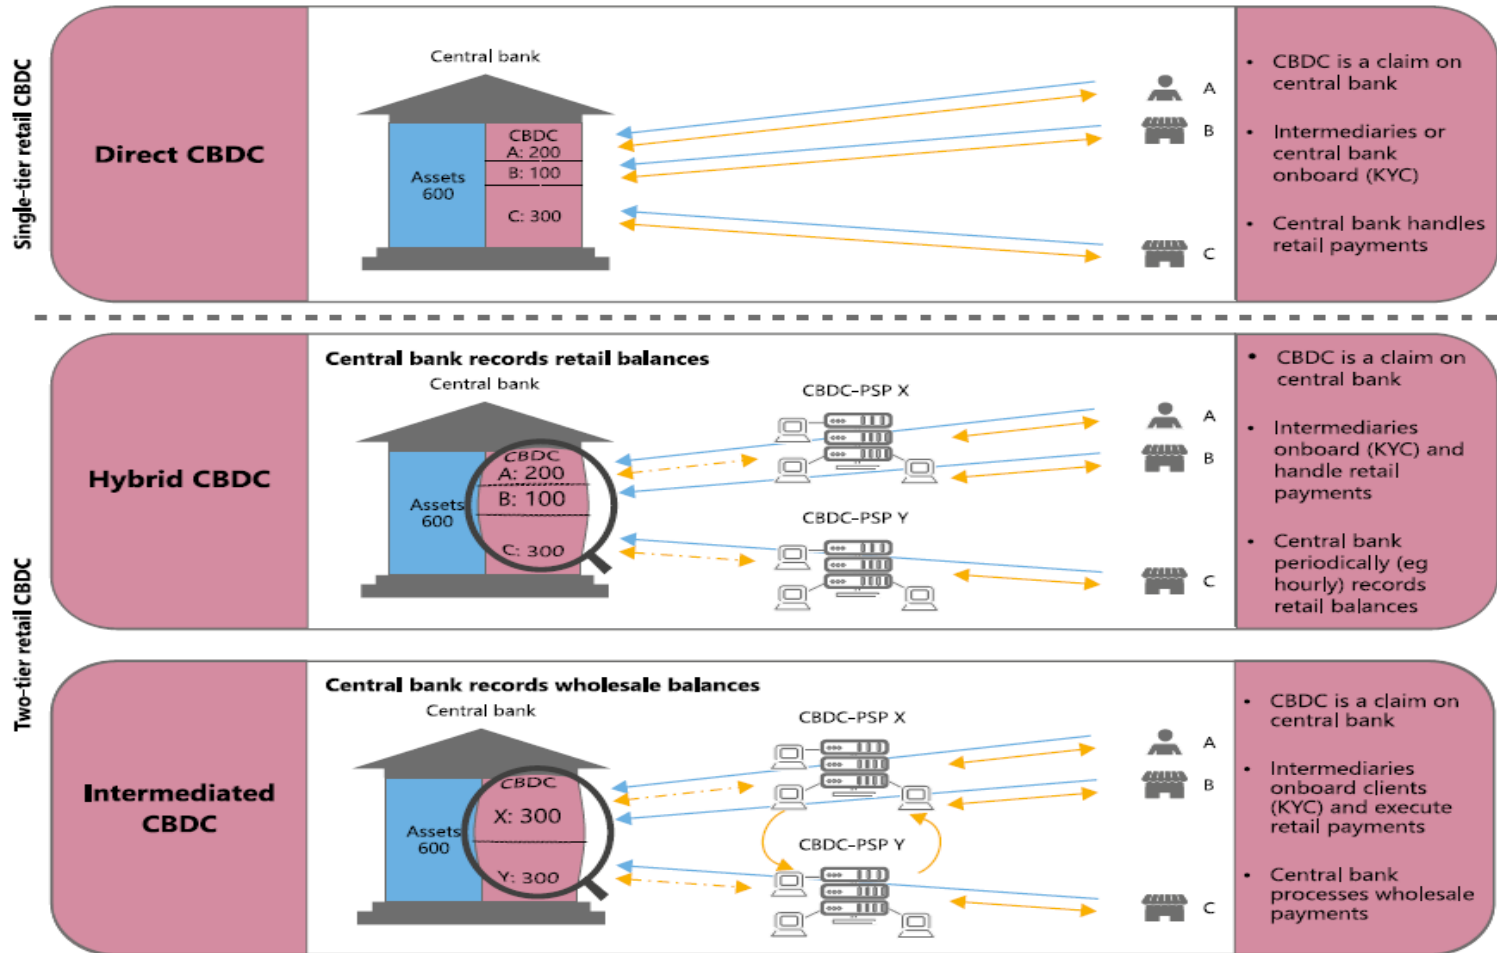 Single-tier retail CBDC
Direct CBDC
Central bank
Assets
600
CBDC
A: 200
B: 100
C: 300
A
B
C
• CBDC is a claim on
central bank
• Intermediaries or
central bank
onboard (KYC)
• Central bank handles
retail payments
Two-tier retail CBDC
Hybrid CBDC
Central bank records retail balances
Central bank
Assets
600
CBDC
A: 200
B: 100
C: 300
CBDC-PSP X
CBDC-PSP Y
A
B
C
• CBDC is a claim on
central bank
• Intermediaries
onboard (KYC) and
handle retail
payments
• Central bank
periodically (eg
hourly) records
retail balances
Intermediated
CBDC
Central bank records wholesale balances
Central bank
Assets
600
CBDC
X: 300
Y: 300
CBDC-PSP X
CBDC-PSP Y
A
B
C
• CBDC is a claim on
central bank
• Intermediaries
onboard clients
(KYC) and execute
retail payments
• Central bank
processes wholesale
payments